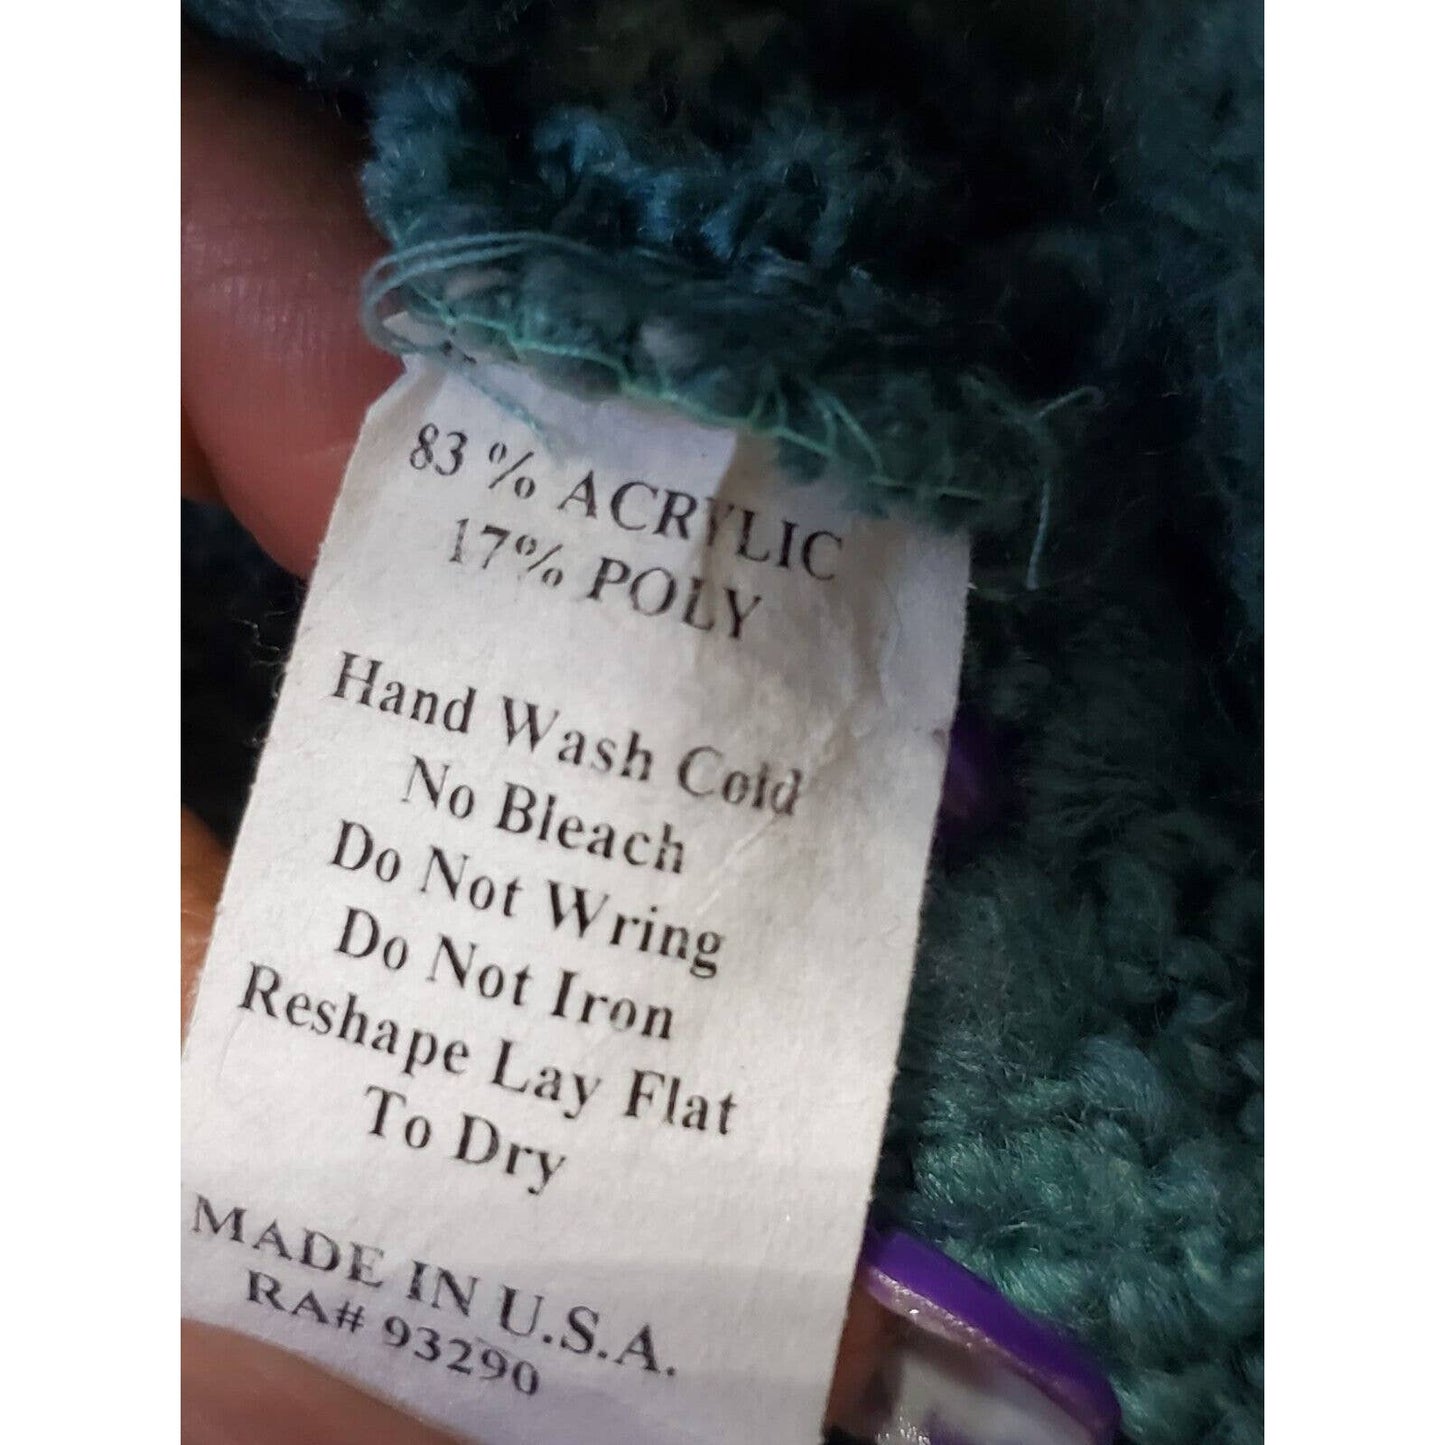 83 % ACRYLIC
17% POLY
Hand Wash Cold
No Bleach
Do Not Wring
Do Not Iron
Reshape Lay Flat
To Dry
MADE IN U.S.A.
RA# 93290